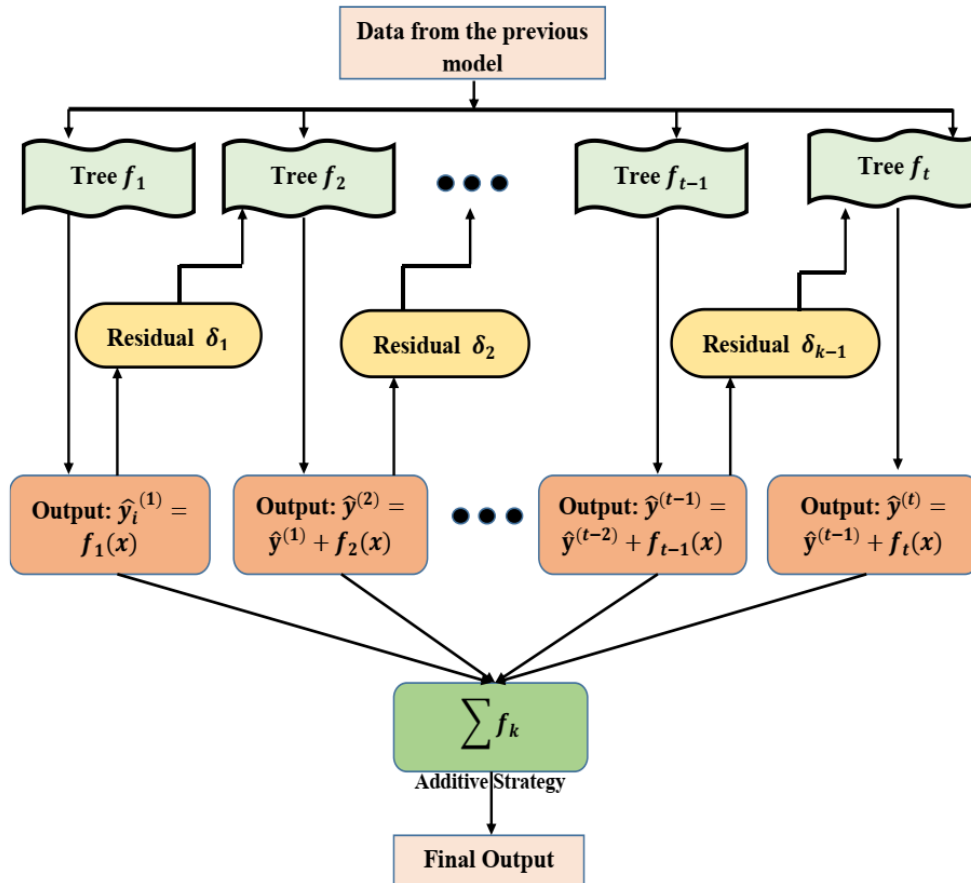 Data from the previous
model
Tree f₁
Tree f₂
Tree fₜ₋₁
Tree fₜ
Residual δ₁
Residual δ₂
Residual δₖ₋₁
Output: ŷᵢ⁽¹⁾ =
f₁(x)
Output: ŷ⁽²⁾ =
ŷ⁽¹⁾ + f₂(x)
Output: ŷ⁽ᵗ⁻¹⁾ =
ŷ⁽ᵗ⁻²⁾ + fₜ₋₁(x)
Output: ŷ⁽ᵗ⁾ =
ŷ⁽ᵗ⁻¹⁾ + fₜ(x)
∑ fₖ
Additive Strategy
Final Output